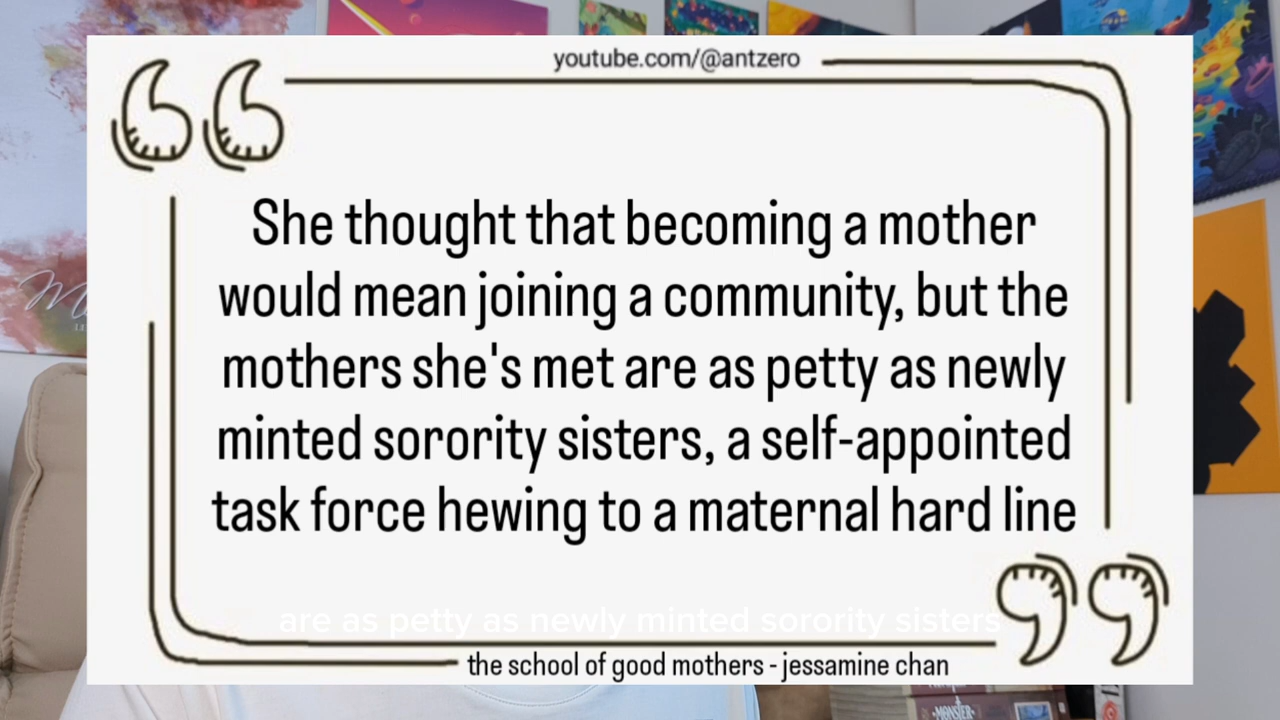 youtube.com/@antzero
She thought that becoming a mother
would mean joining a community, but the
mothers she's met are as petty as newly
minted sorority sisters, a self-appointed
task force hewing to a maternal hard line
are as petty as newly minted sorority sisters
the school of good mothers - jessamine chan
MONSTER